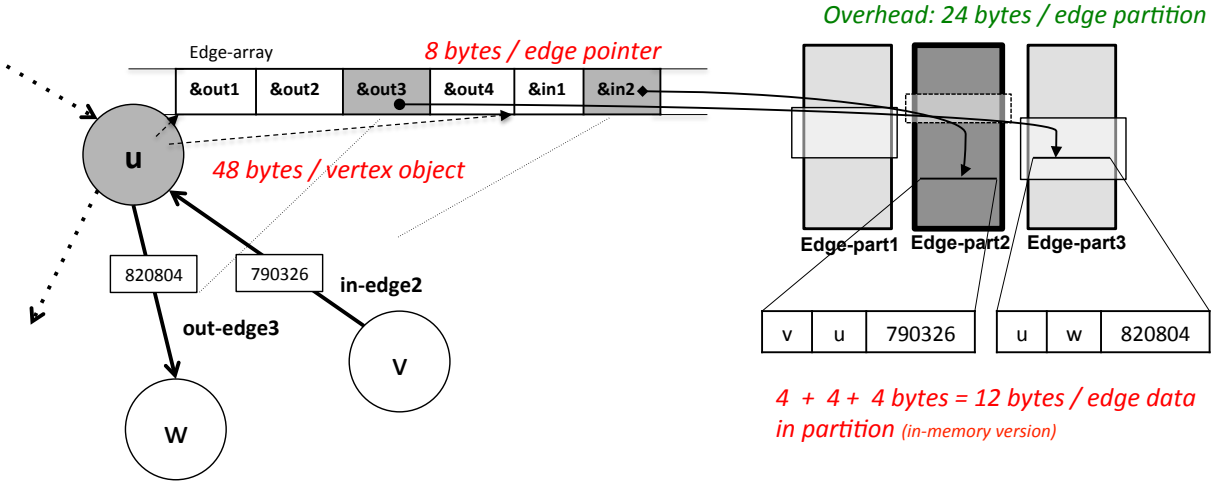 Overhead: 24 bytes / edge partition
Edge-array
8 bytes / edge pointer
&out1 &out2 &out3 &out4 &in1 &in2
u
48 bytes / vertex object
Edge-part1 Edge-part2 Edge-part3
820804
790326
in-edge2
out-edge3
v
w
v u 790326
u w 820804
4 + 4 + 4 bytes = 12 bytes / edge data
in partition (in-memory version)